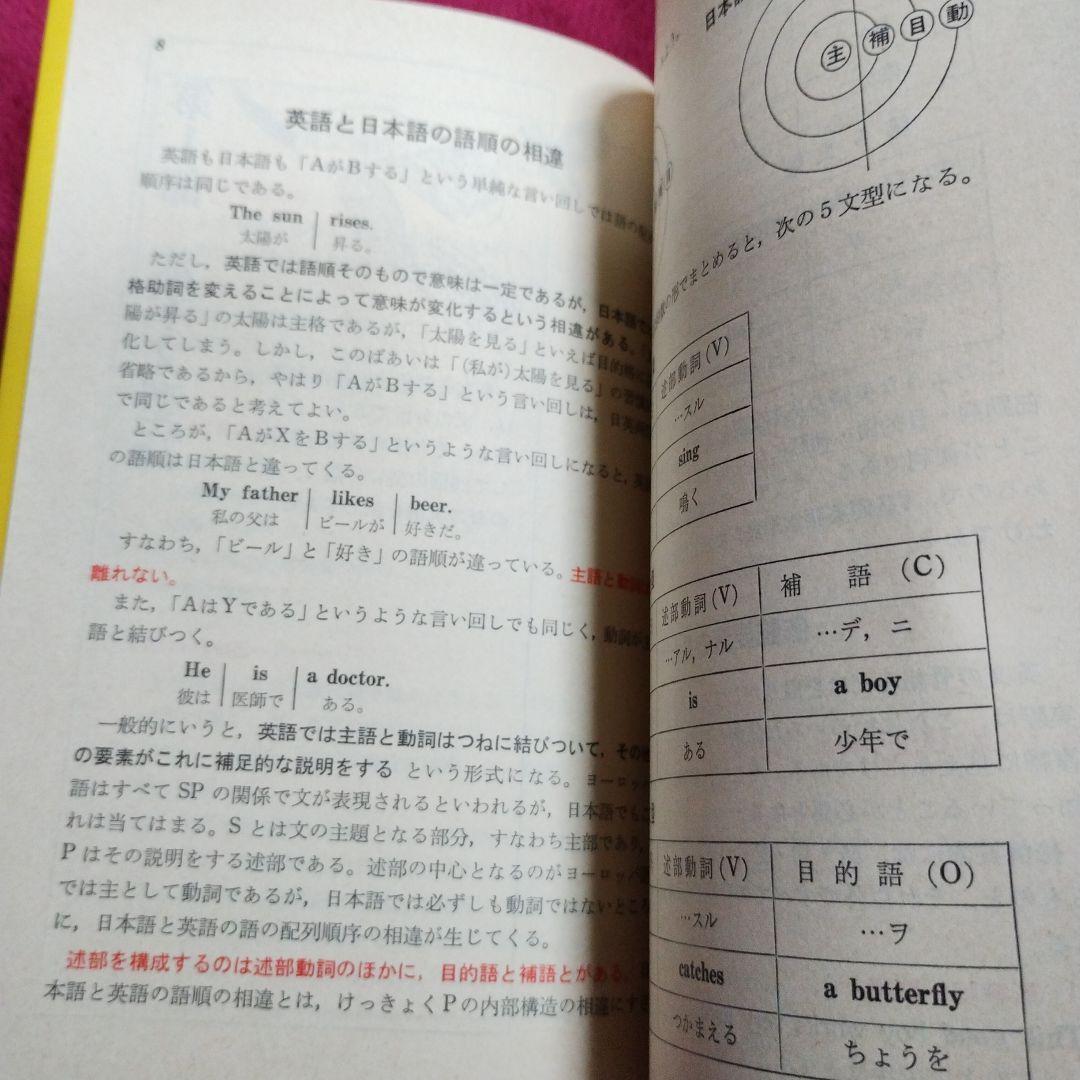 8
英語と日本語の語順の相違
英語も日本語も「AがBする」という単純な言い回しでは語の
順序は同じである。
The sun rises.
太陽が 昇る。
ただし，英語では語順そのもので意味は一定であるが，日本語で
格助詞を変えることによって意味が変化するという相違がある。
陽が昇る」の太陽は主格であるが，「太陽を見る」といえば目的格に
化してしまう。しかし，このばあいは「(私が)太陽を見る」の
省略であるから，やはり「AがBする」という言い回しは，日英
で同じであると考えてよい。
ところが，「AがXをBする」というような言い回しになると，英
の語順は日本語と違ってくる。
My father likes beer.
私の父は ビールが 好きだ。
すなわち，「ビール」と「好き」の語順が違っている。主語と動
離れない。
また，「AはYである」というような言い回しでも同じく，動詞が
語と結びつく。
He is a doctor.
彼は 医師で ある。
一般的にいうと，英語では主語と動詞はつねに結びついて，その
の要素がこれに補足的な説明をする という形式になる。ヨーロッパ
語はすべて SP の関係で文が表現されるといわれるが，日本語でもこ
れは当てはまる。S とは文の主題となる部分，すなわち主部であり，
P はその説明をする述部である。述部の中心となるのがヨーロッパ
では主として動詞であるが，日本語では必ずしも動詞ではないところ
に，日本語と英語の語の配列順序の相違が生じてくる。
述部を構成するのは述部動詞のほかに，目的語と補語とがある。
本語と英語の語順の相違とは，けっきょく P の内部構造の相違にす
日本語
主 補 目 動
の形でまとめると，次の5文型になる。
述部動詞(V)
…スル
sing
鳴く
述部動詞(V) 補語(C)
…アル，ナル …デ，ニ
is a boy
ある 少年で
述部動詞(V) 目的語(O)
…スル …ヲ
catches a butterfly
つかまえる ちょうを